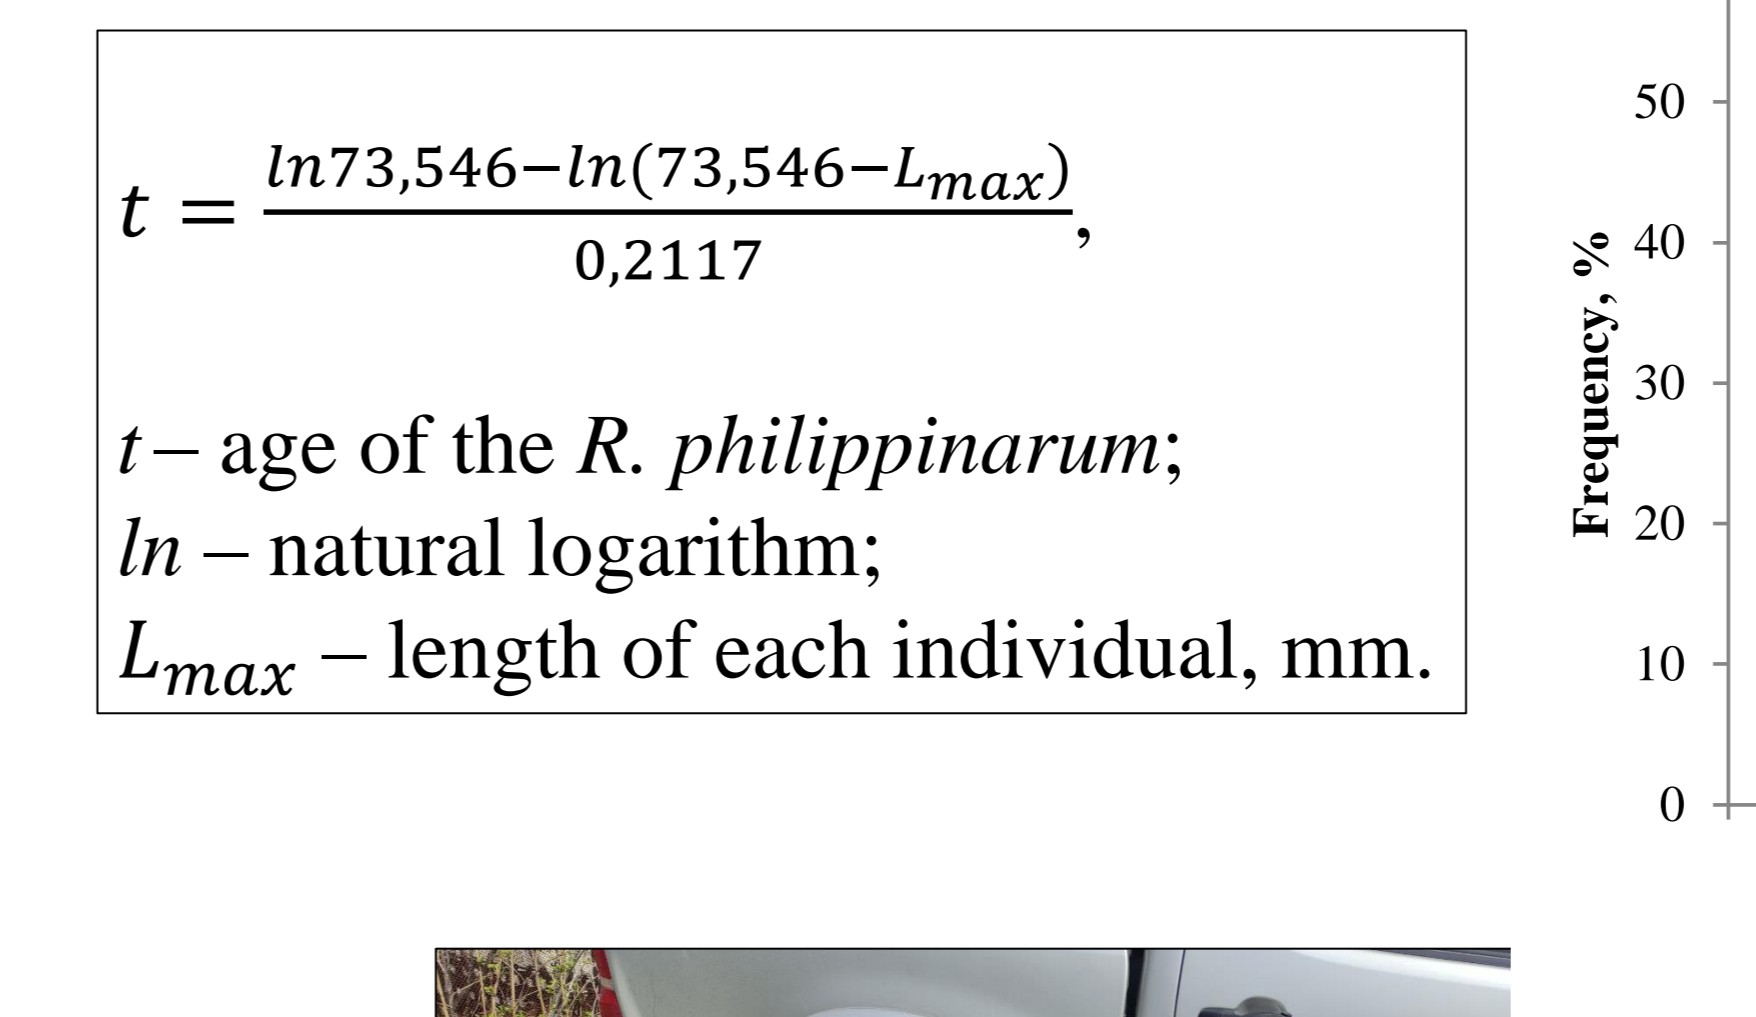 t = ln73,546−ln(73,546−Lmax) / 0,2117,
t – age of the R. philippinarum;
ln – natural logarithm;
Lmax – length of each individual, mm.
Frequency, %
50
40
30
20
10
0